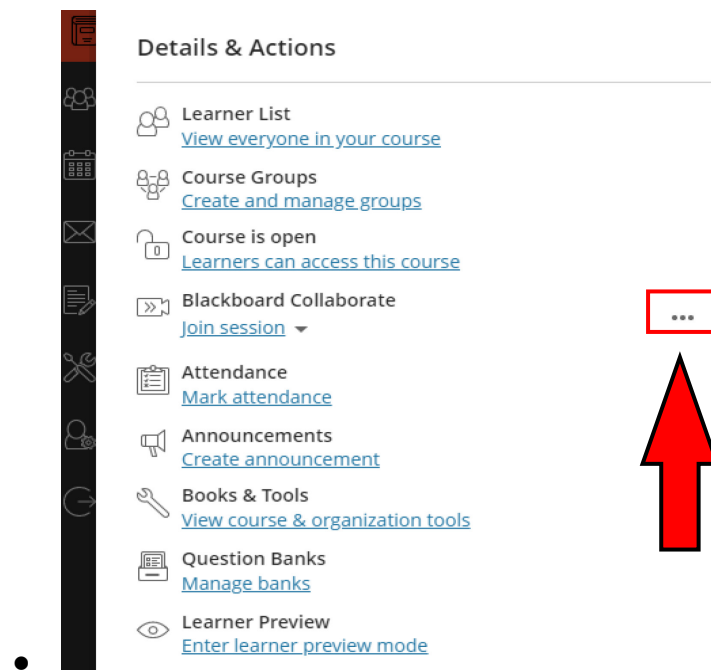 Details & Actions
Learner List
View everyone in your course
Course Groups
Create and manage groups
Course is open
Learners can access this course
Blackboard Collaborate
Join session
Attendance
Mark attendance
Announcements
Create announcement
Books & Tools
View course & organization tools
Question Banks
Manage banks
Learner Preview
Enter learner preview mode